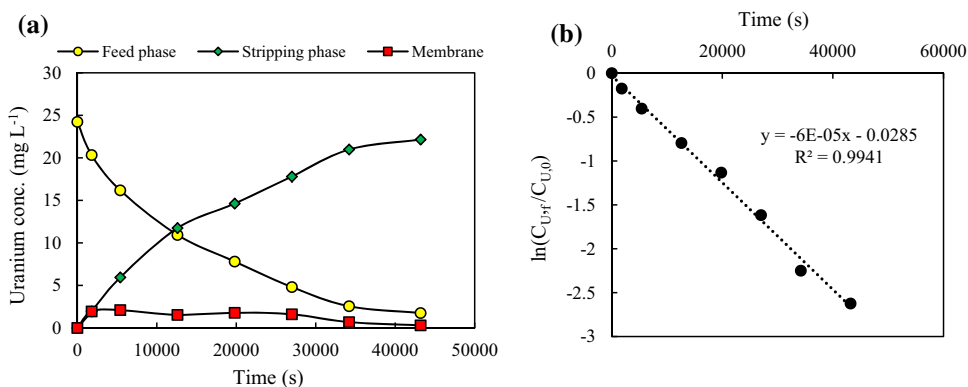 (a)
Feed phase Stripping phase Membrane
Uranium conc. (mg L-1)
30
25
20
15
10
5
0
0 10000 20000 30000 40000 50000
Time (s)
(b)
Time (s)
0 20000 40000 60000
ln(CU,f/CU,0)
0
-0.5
-1
-1.5
-2
-2.5
-3
y = -6E-05x - 0.0285
R² = 0.9941